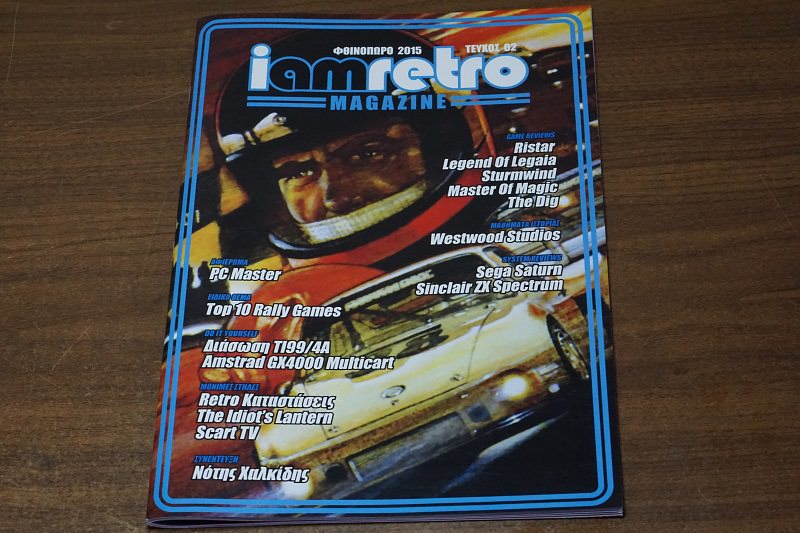 ΦΘΙΝΟΠΩΡΟ 2015
ΤΕΥΧΟΣ 02
iamretro
MAGAZINE
GAME REVIEWS
Ristar
Legend Of Legaia
Sturmwind
Master Of Magic
The Dig
ΜΑΘΗΜΑΤΑ ΙΣΤΟΡΙΑΣ
Westwood Studios
SYSTEM REVIEWS
Sega Saturn
Sinclair ZX Spectrum
ΑΦΙΕΡΩΜΑ
PC Master
ΕΙΔΙΚΟ ΘΕΜΑ
Top 10 Rally Games
DO IT YOURSELF
Διάσωση TI99/4A
Amstrad GX4000 Multicart
ΜΟΝΙΜΕΣ ΣΤΗΛΕΣ
Retro Καταστάσεις
The Idiot's Lantern
Scart TV
ΣΥΝΕΝΤΕΥΞΗ
Νότης Χαλκίδης